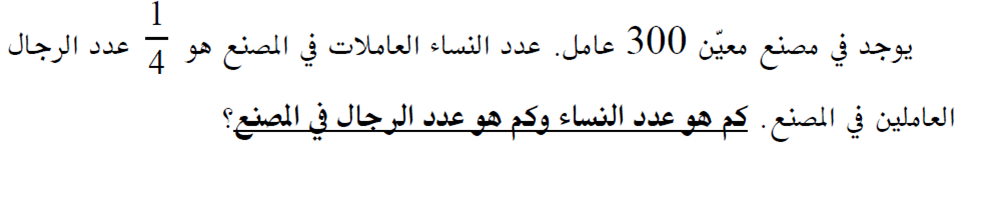 يوجد في مصنع معيّن 300 عامل. عدد النساء العاملات في المصنع هو 1/4 عدد الرجال
العاملين في المصنع. كم هو عدد النساء وكم هو عدد الرجال في المصنع؟